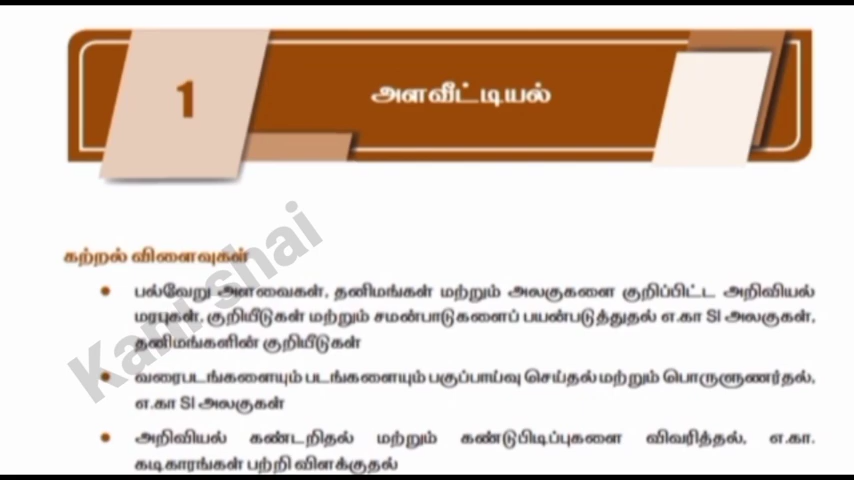 1
அளவீட்டியல்
கற்றல் விளைவுகள்
• பல்வேறு அளவைகள், தனிமங்கள் மற்றும் அலகுகளை குறிப்பிட்ட அறிவியல்
மரபுகள், குறியீடுகள் மற்றும் சமன்பாடுகளைப் பயன்படுத்துதல் எ.கா SI அலகுகள்,
தனிமங்களின் குறியீடுகள்
• வரைபடங்களையும் படங்களையும் பகுப்பாய்வு செய்தல் மற்றும் பொருளுணர்தல்,
எ.கா SI அலகுகள்
• அறிவியல் கண்டறிதல் மற்றும் கண்டுபிடிப்புகளை விவரித்தல், எ.கா.
கடிகாரங்கள் பற்றி விளக்குதல்
Kani shai